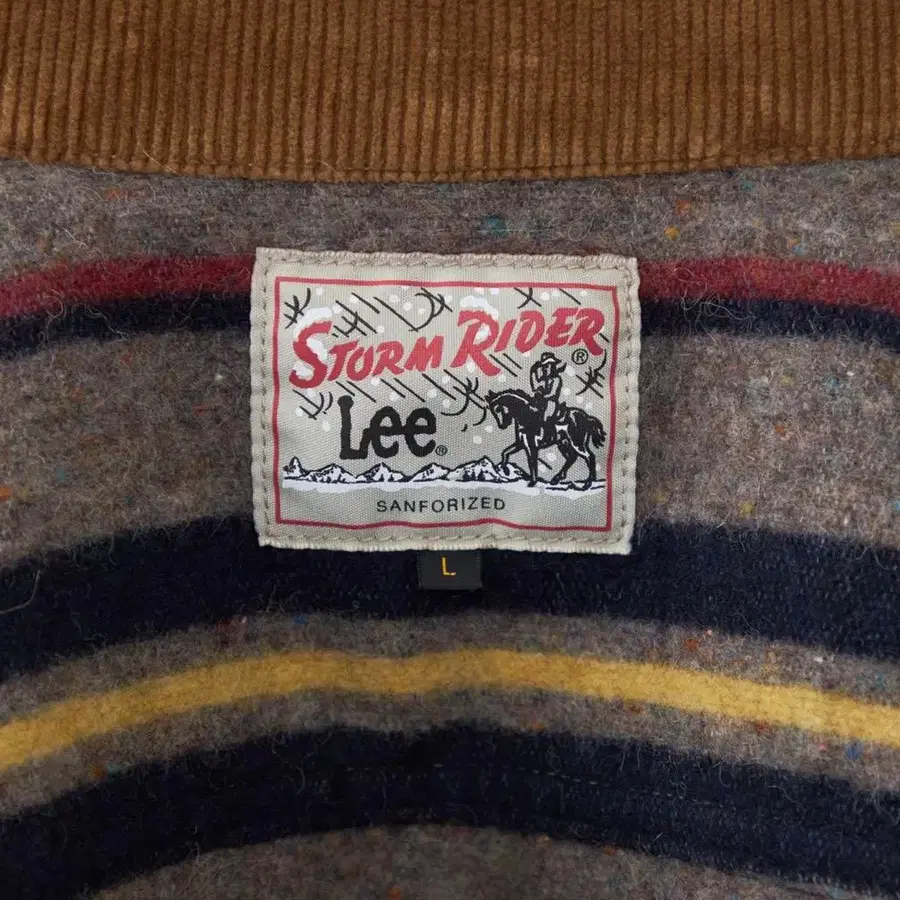 STORM RIDER®
Lee®
SANFORIZED
L